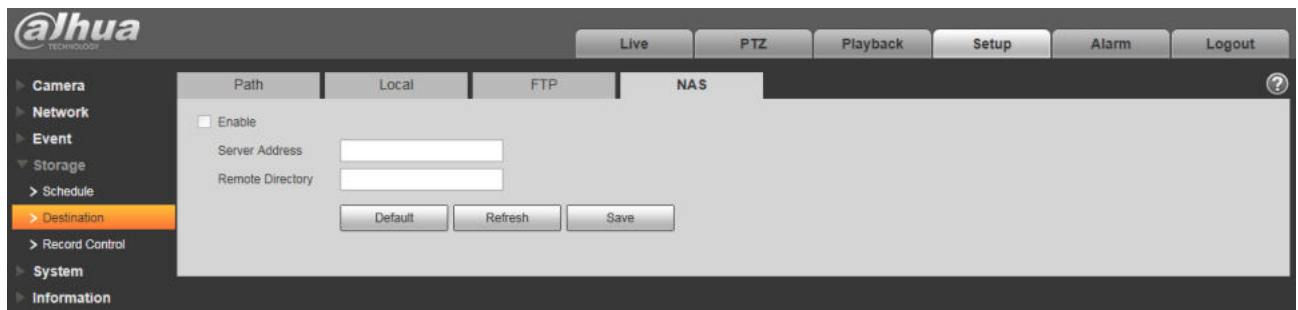 alhua
TECHNOLOGY
Live PTZ Playback Setup Alarm Logout
Camera
Network
Event
Storage
> Schedule
> Destination
> Record Control
System
Information
Path Local FTP NAS
?
Enable
Server Address
Remote Directory
Default Refresh Save